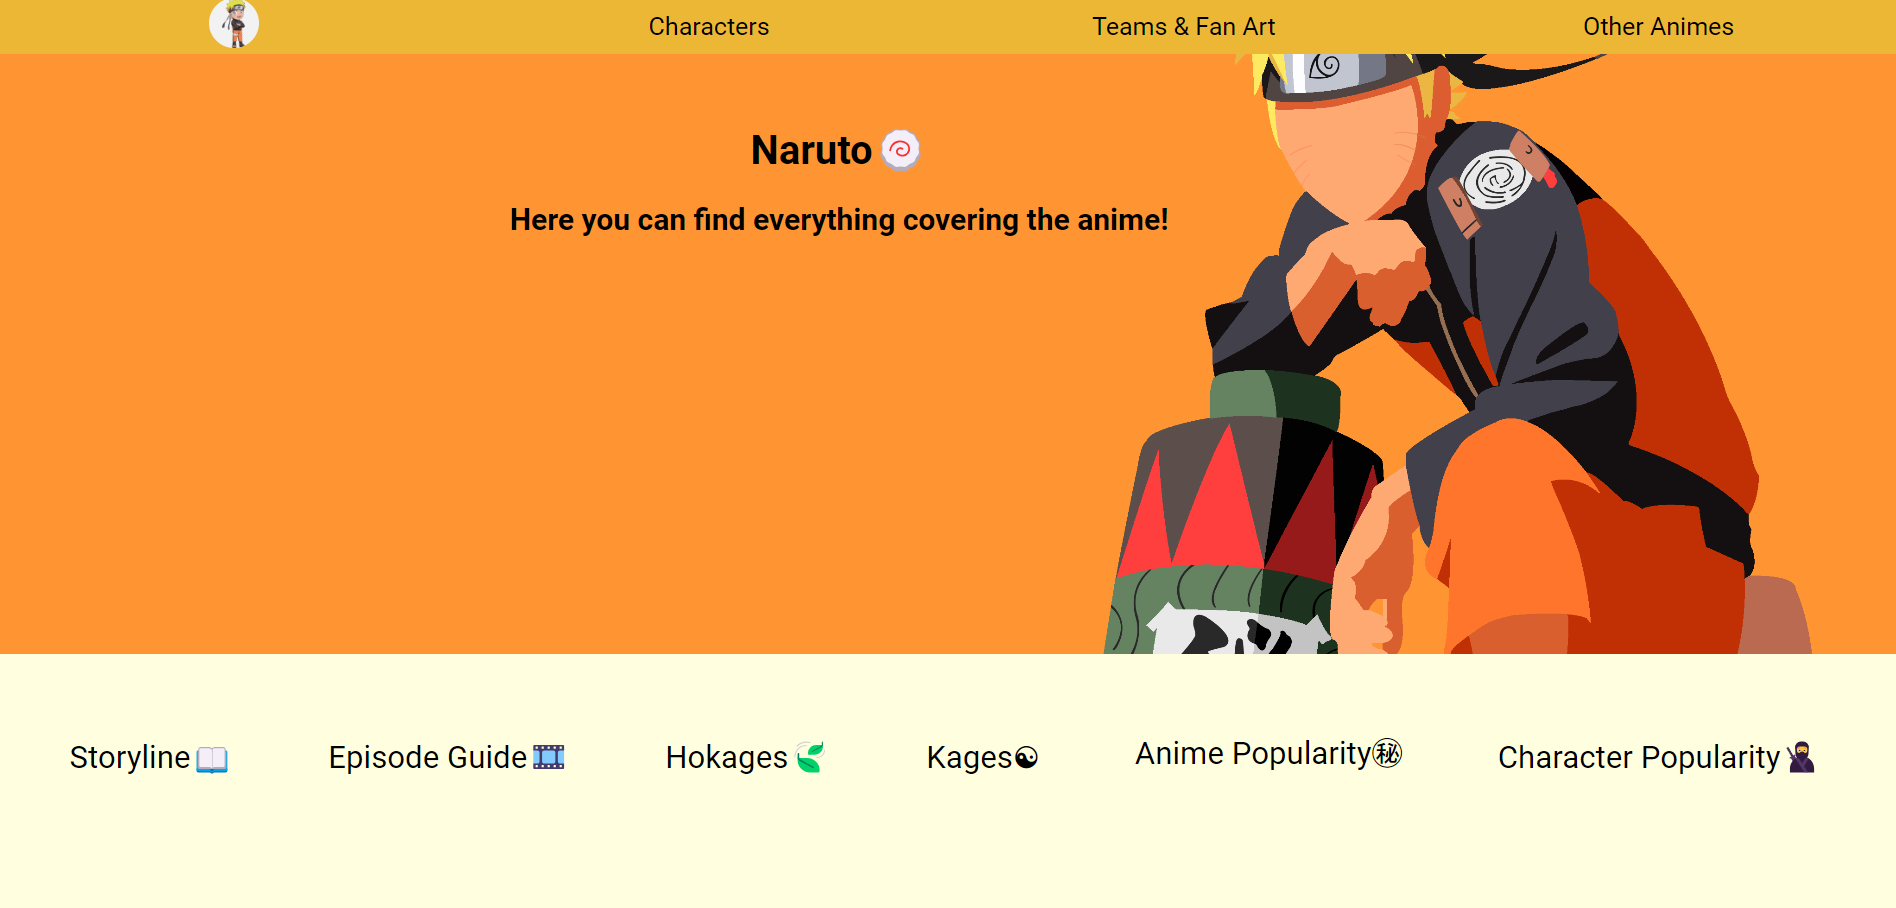 Characters
Teams & Fan Art
Other Animes
Naruto 🍥
Here you can find everything covering the anime!
Storyline 📖
Episode Guide 🎞️
Hokages 🍃
Kages☯
Anime Popularity㊙
Character Popularity 🥷